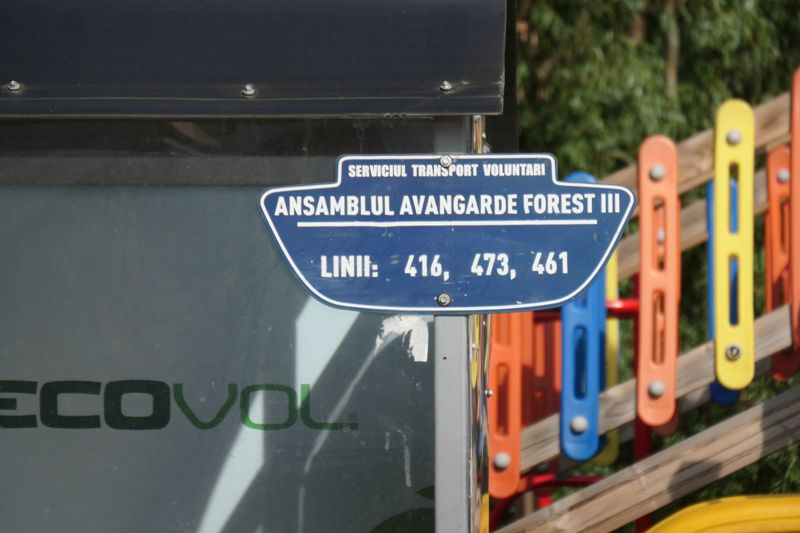 SERVICIUL TRANSPORT VOLUNTARI
ANSAMBLUL AVANGARDE FOREST III
LINII: 416, 473, 461
ECOVOL